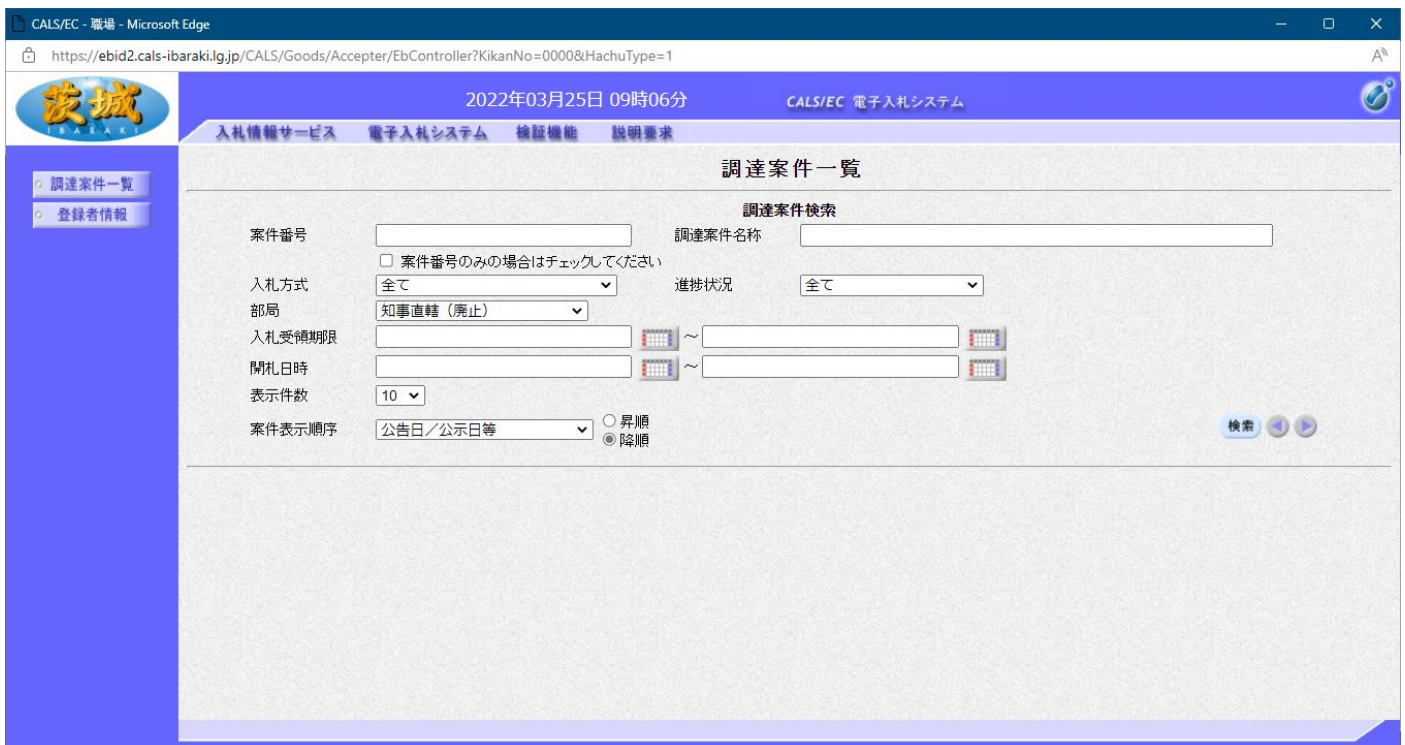 CALS/EC - 職場 - Microsoft Edge
https://ebid2.cals-ibaraki.lg.jp/CALS/Goods/Accepter/EbController?KikanNo=0000&HachuType=1
茨城
IBARAKI
2022年03月25日 09時06分 CALS/EC 電子入札システム
入札情報サービス 電子入札システム 検証機能 説明要求
調達案件一覧
登録者情報
調達案件一覧
調達案件検索
案件番号 調達案件名称
案件番号のみの場合はチェックしてください
入札方式 全て 進捗状況 全て
部局 知事直轄（廃止）
入札受領期限 ～
開札日時 ～
表示件数 10
案件表示順序 公告日／公示日等 昇順
降順
検索